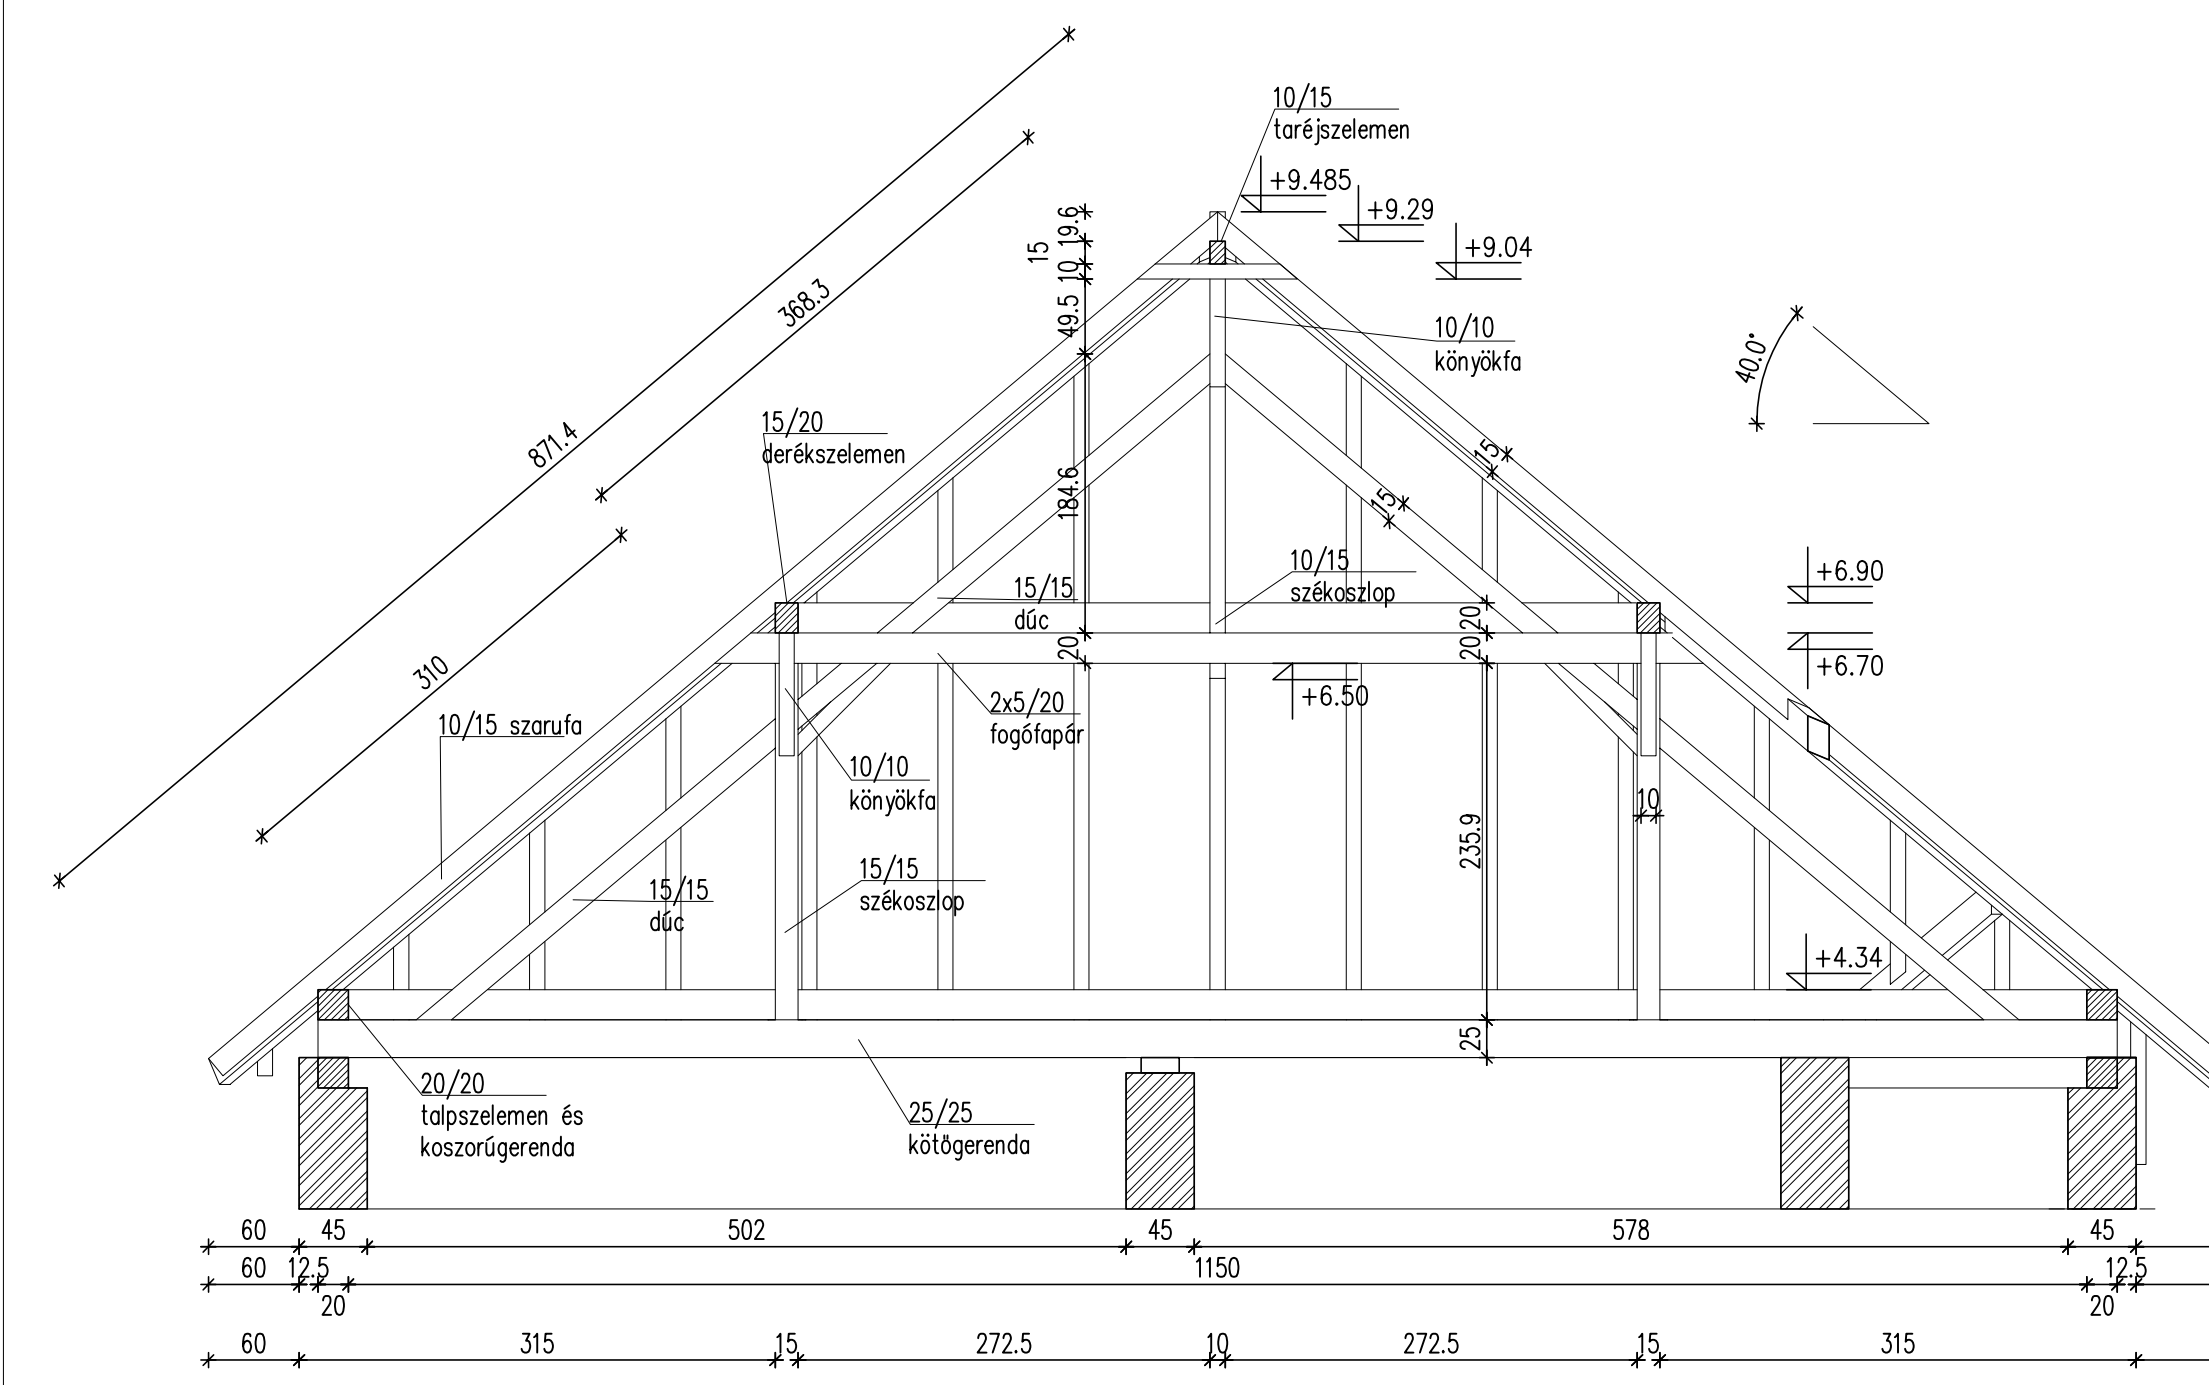 10/15
taréjszelemen
+9.485
+9.29
+9.04
19.6
15
10
49.5
368.3
10/10
könyökfa
40.0°
871.4
15/20
derékszelemen
184.6
15
15
10/15
székoszlop
15/15
dúc
+6.90
20
20
20
+6.70
310
+6.50
2x5/20
fogófapár
10/15 szarufa
10/10
könyökfa
10
235.9
15/15
székoszlop
15/15
dúc
+4.34
25
20/20
talpszelemen és
koszorúgerenda
25/25
kötőgerenda
60 45 502 45 578 45
60 12.5 1150 12.5
20 20
60 315 15 272.5 10 272.5 15 315